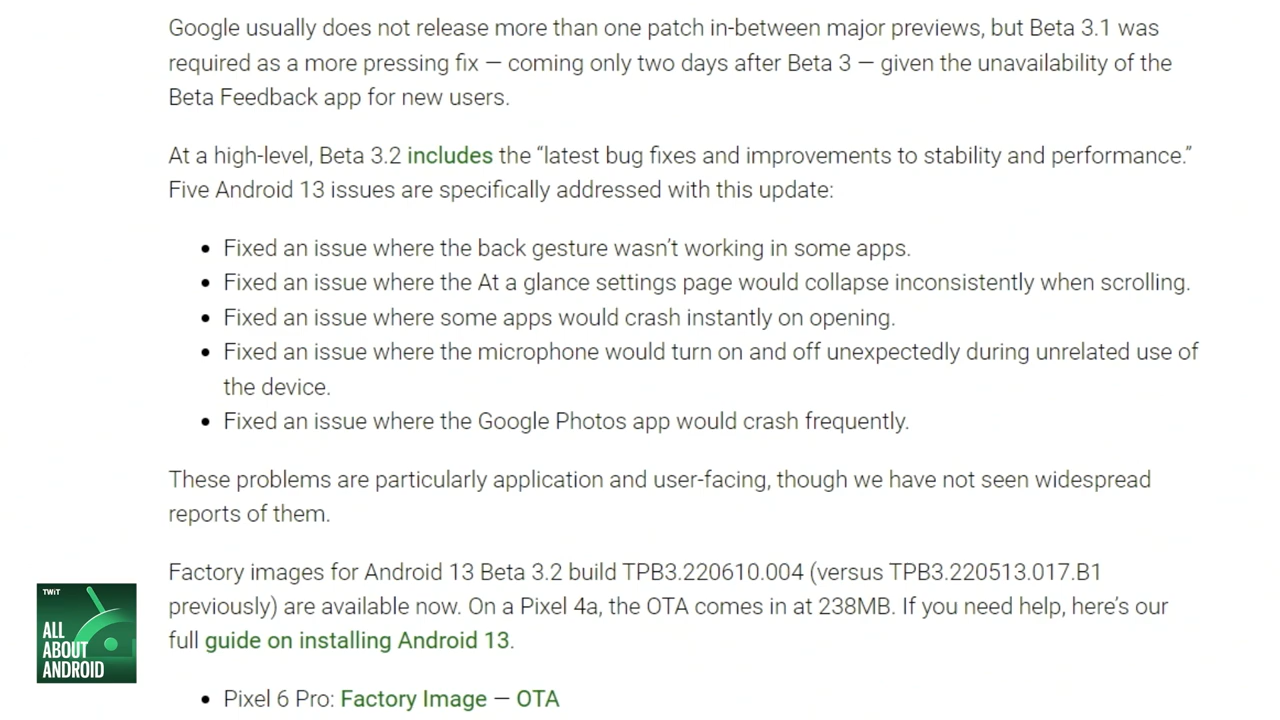 Google usually does not release more than one patch in-between major previews, but Beta 3.1 was
required as a more pressing fix — coming only two days after Beta 3 — given the unavailability of the
Beta Feedback app for new users.
At a high-level, Beta 3.2 includes the “latest bug fixes and improvements to stability and performance.”
Five Android 13 issues are specifically addressed with this update:
• Fixed an issue where the back gesture wasn’t working in some apps.
• Fixed an issue where the At a glance settings page would collapse inconsistently when scrolling.
• Fixed an issue where some apps would crash instantly on opening.
• Fixed an issue where the microphone would turn on and off unexpectedly during unrelated use of
the device.
• Fixed an issue where the Google Photos app would crash frequently.
These problems are particularly application and user-facing, though we have not seen widespread
reports of them.
Factory images for Android 13 Beta 3.2 build TPB3.220610.004 (versus TPB3.220513.017.B1
previously) are available now. On a Pixel 4a, the OTA comes in at 238MB. If you need help, here’s our
full guide on installing Android 13.
• Pixel 6 Pro: Factory Image — OTA
TWiT
ALL
ABOUT
ANDROID